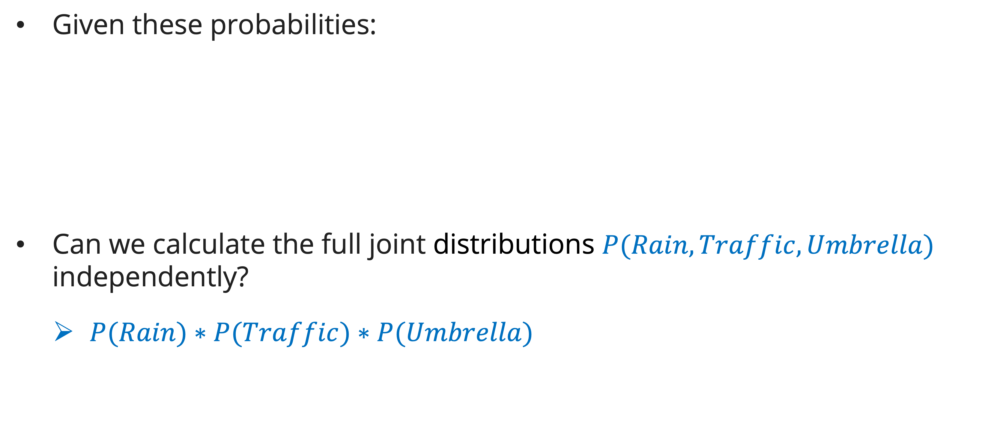 • Given these probabilities:
• Can we calculate the full joint distributions P(Rain, Traffic, Umbrella)
independently?
➢ P(Rain) ∗ P(Traffic) ∗ P(Umbrella)